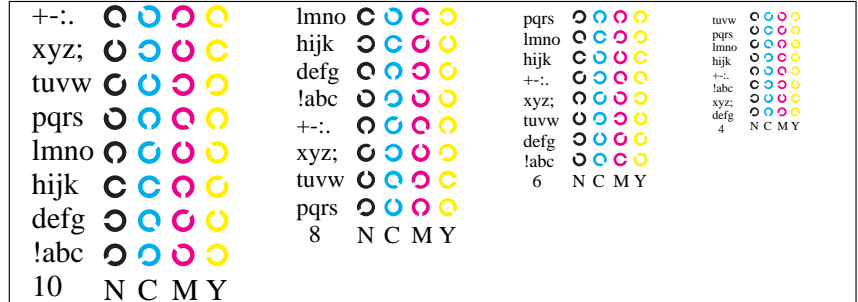 +-:.
xyz;
tuvw
pqrs
lmno
hijk
defg
!abc
10 N C M Y
lmno
hijk
defg
!abc
+-:.
xyz;
tuvw
pqrs
8 N C M Y
pqrs
lmno
hijk
+-:.
xyz;
tuvw
defg
!abc
6 N C M Y
tuvw
pqrs
lmno
hijk
+-:.
!abc
xyz;
defg
4 N C M Y